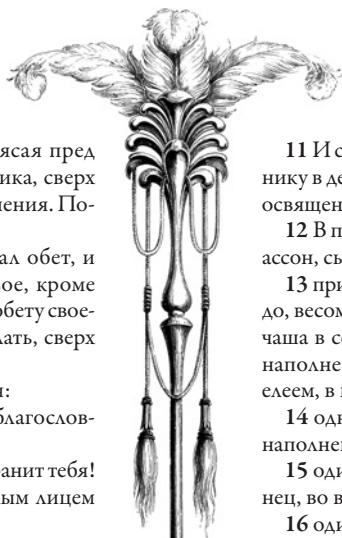 ясая пред
ика, сверх
ения. По-
ал обет, и
ое, кроме
обету свое-
лать, сверх
я:
благослов-
ранит тебя!
ым лицем
11 И с
нику в де
освящен
12 В п
ассон, сы
13 при
до, весом
чаша в се
наполне
елеем, в
14 одн
наполнен
15 оди
нец, во в
16 оди